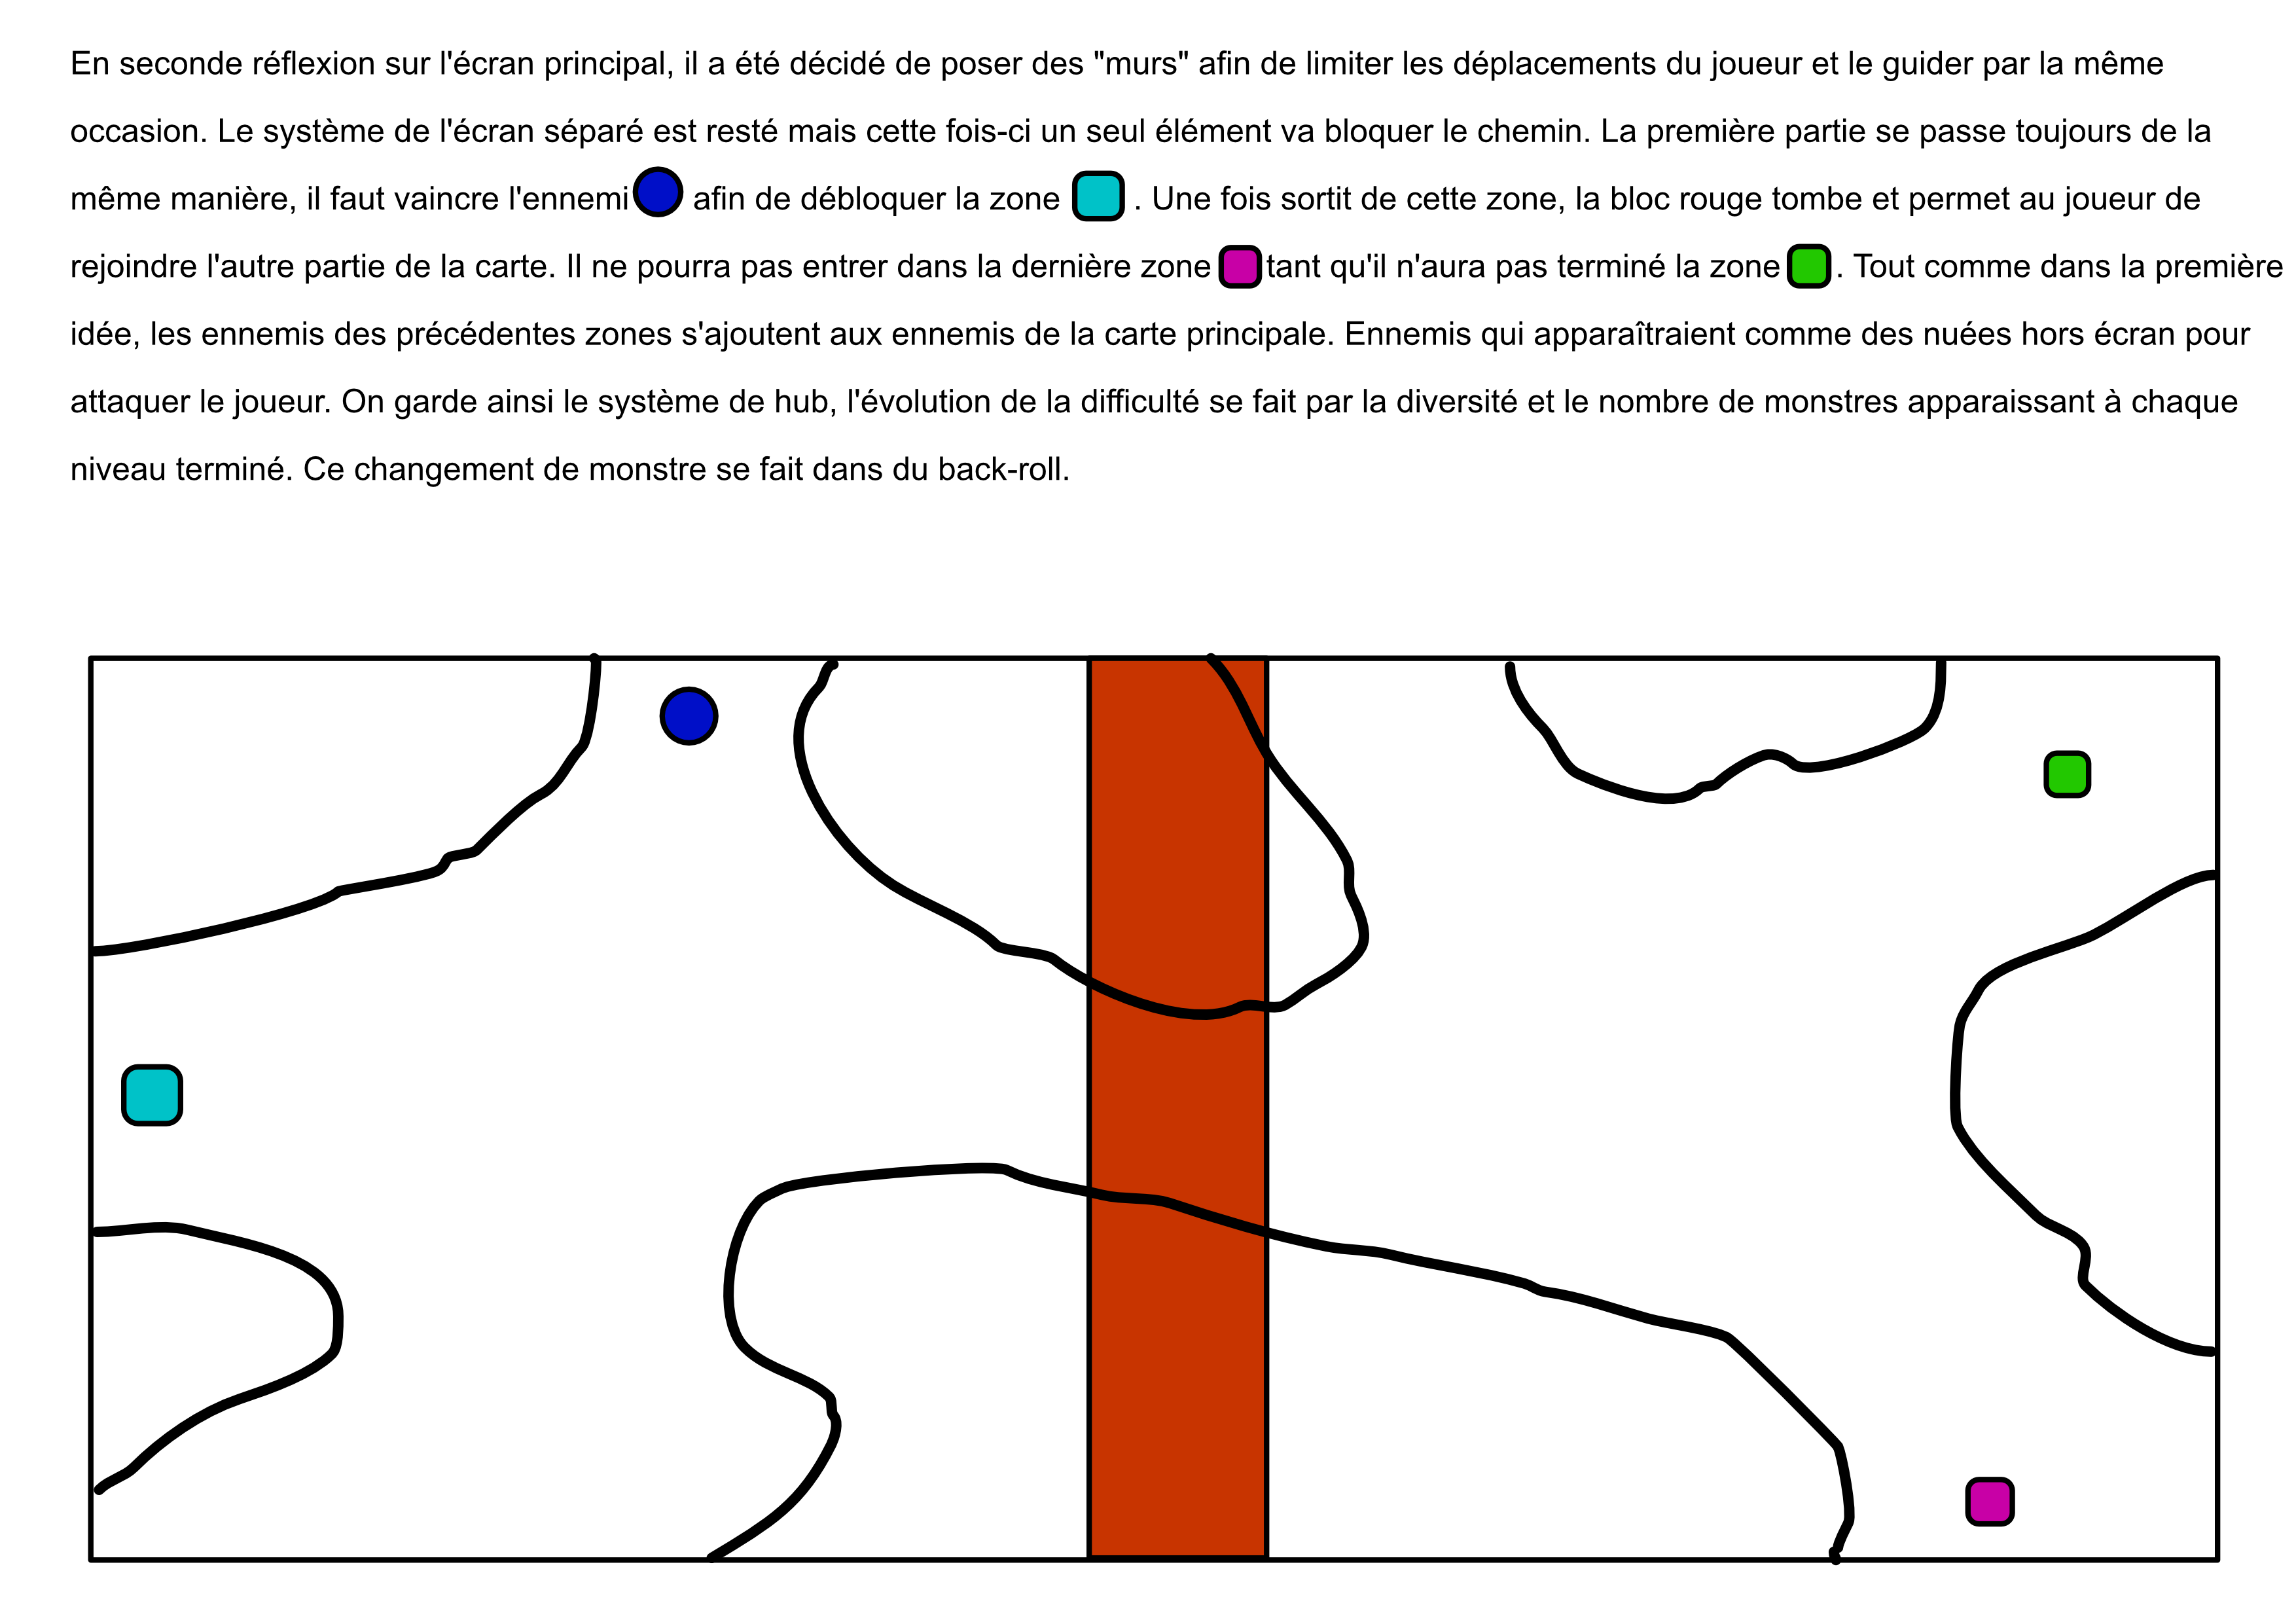 En seconde réflexion sur l'écran principal, il a été décidé de poser des "murs" afin de limiter les déplacements du joueur et le guider par la même
occasion. Le système de l'écran séparé est resté mais cette fois-ci un seul élément va bloquer le chemin. La première partie se passe toujours de la
même manière, il faut vaincre l'ennemi afin de débloquer la zone . Une fois sortit de cette zone, la bloc rouge tombe et permet au joueur de
rejoindre l'autre partie de la carte. Il ne pourra pas entrer dans la dernière zone tant qu'il n'aura pas terminé la zone . Tout comme dans la première
idée, les ennemis des précédentes zones s'ajoutent aux ennemis de la carte principale. Ennemis qui apparaîtraient comme des nuées hors écran pour
attaquer le joueur. On garde ainsi le système de hub, l'évolution de la difficulté se fait par la diversité et le nombre de monstres apparaissant à chaque
niveau terminé. Ce changement de monstre se fait dans du back-roll.